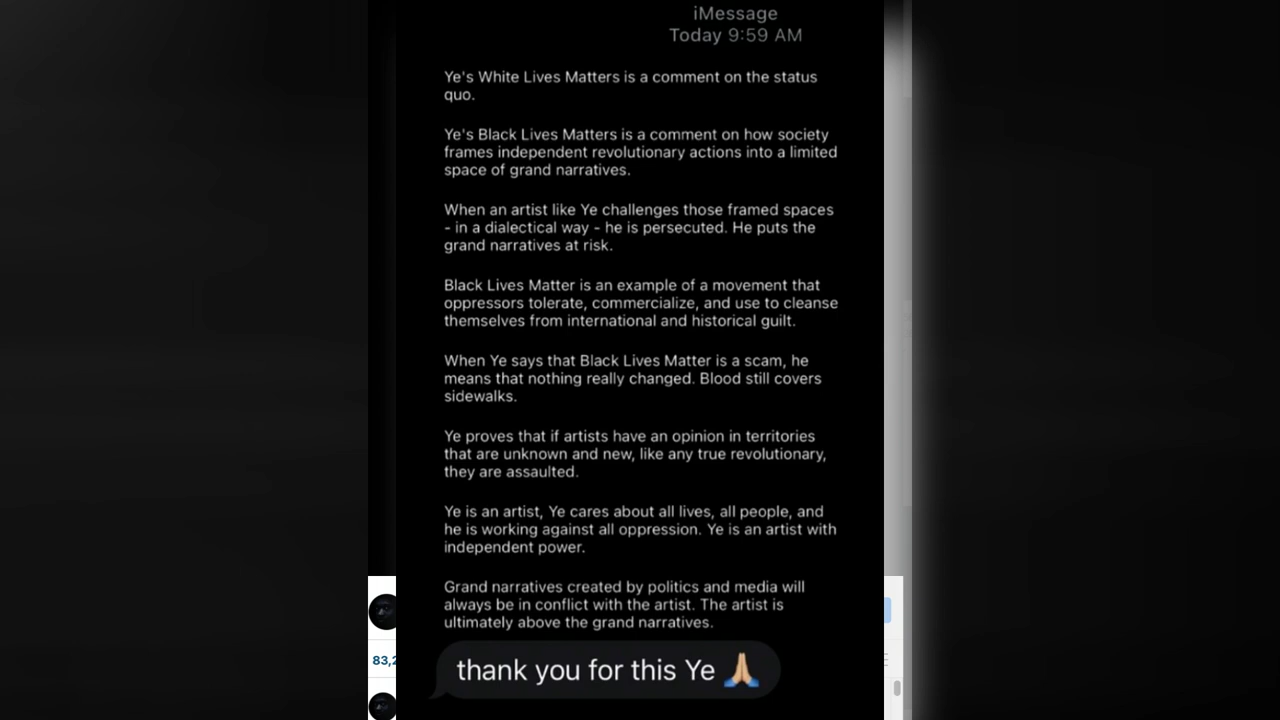 iMessage
Today 9:59 AM
Ye's White Lives Matters is a comment on the status
quo.
Ye's Black Lives Matters is a comment on how society
frames independent revolutionary actions into a limited
space of grand narratives.
When an artist like Ye challenges those framed spaces
- in a dialectical way - he is persecuted. He puts the
grand narratives at risk.
Black Lives Matter is an example of a movement that
oppressors tolerate, commercialize, and use to cleanse
themselves from international and historical guilt.
When Ye says that Black Lives Matter is a scam, he
means that nothing really changed. Blood still covers
sidewalks.
Ye proves that if artists have an opinion in territories
that are unknown and new, like any true revolutionary,
they are assaulted.
Ye is an artist, Ye cares about all lives, all people, and
he is working against all oppression. Ye is an artist with
independent power.
Grand narratives created by politics and media will
always be in conflict with the artist. The artist is
ultimately above the grand narratives.
thank you for this Ye 🙏🏼
83,2